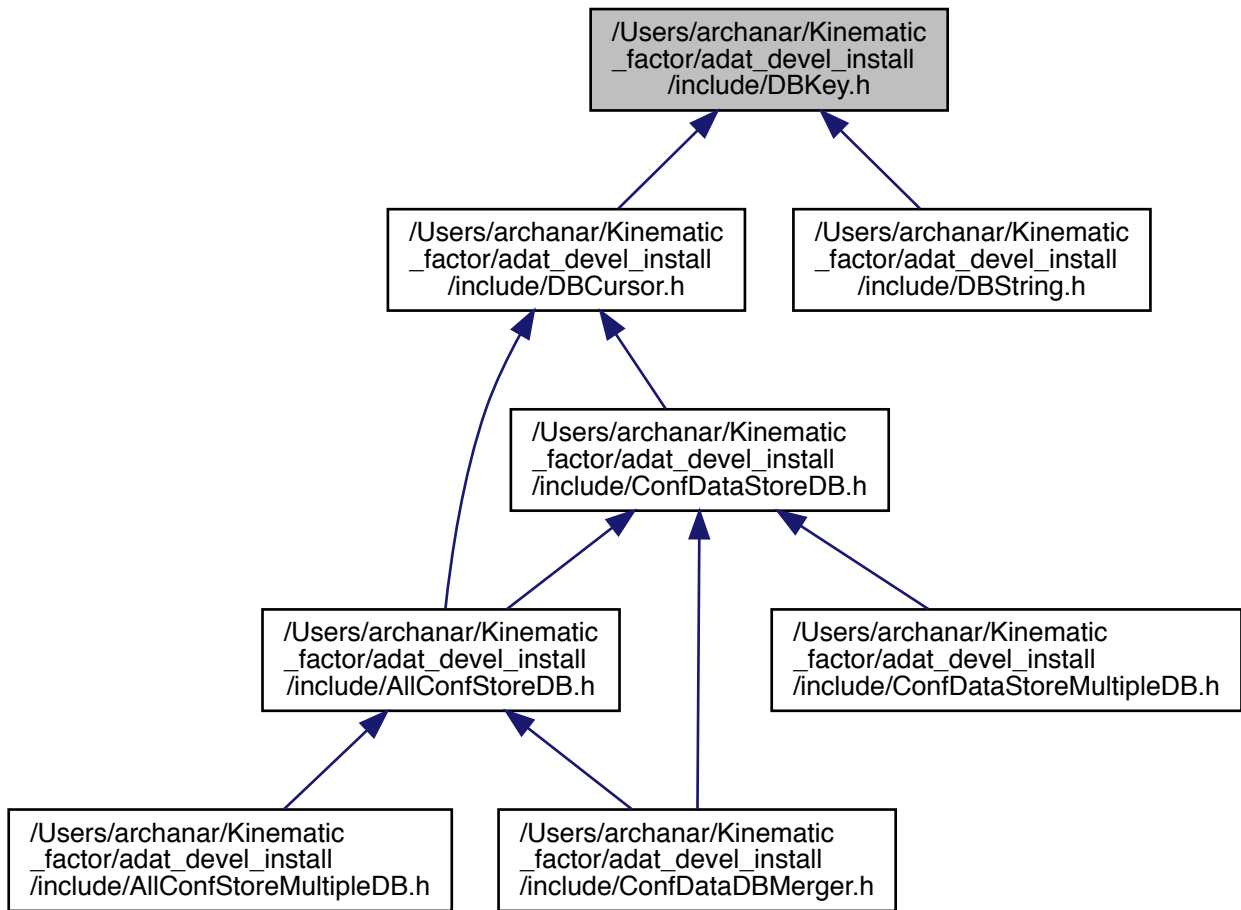 /Users/archanar/Kinematic
_factor/adat_devel_install
/include/DBKey.h
/Users/archanar/Kinematic
_factor/adat_devel_install
/include/DBCursor.h
/Users/archanar/Kinematic
_factor/adat_devel_install
/include/DBString.h
/Users/archanar/Kinematic
_factor/adat_devel_install
/include/ConfDataStoreDB.h
/Users/archanar/Kinematic
_factor/adat_devel_install
/include/AllConfStoreDB.h
/Users/archanar/Kinematic
_factor/adat_devel_install
/include/ConfDataStoreMultipleDB.h
/Users/archanar/Kinematic
_factor/adat_devel_install
/include/AllConfStoreMultipleDB.h
/Users/archanar/Kinematic
_factor/adat_devel_install
/include/ConfDataDBMerger.h